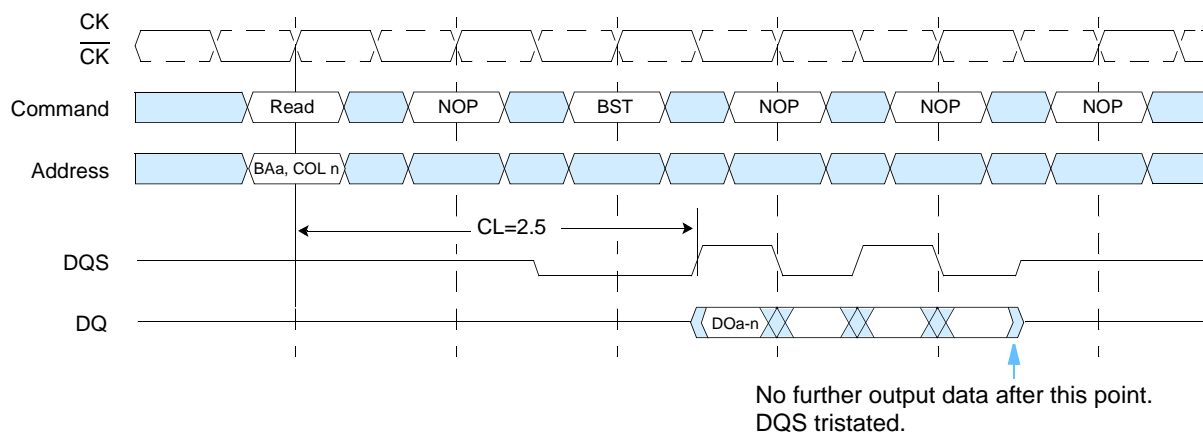 CK
CK
Command
Read
NOP
BST
NOP
NOP
NOP
Address
BAa, COL n
CL=2.5
DQS
DQ
DOa-n
No further output data after this point.
DQS tristated.